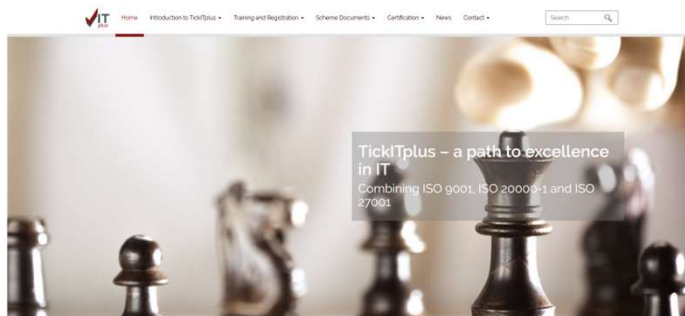 IT
plus
Home Introduction to TickITplus Training and Registration Scheme Documents Certification News Contact Search
TickITplus – a path to excellence
in IT
Combining ISO 9001, ISO 20000-1 and ISO
27001